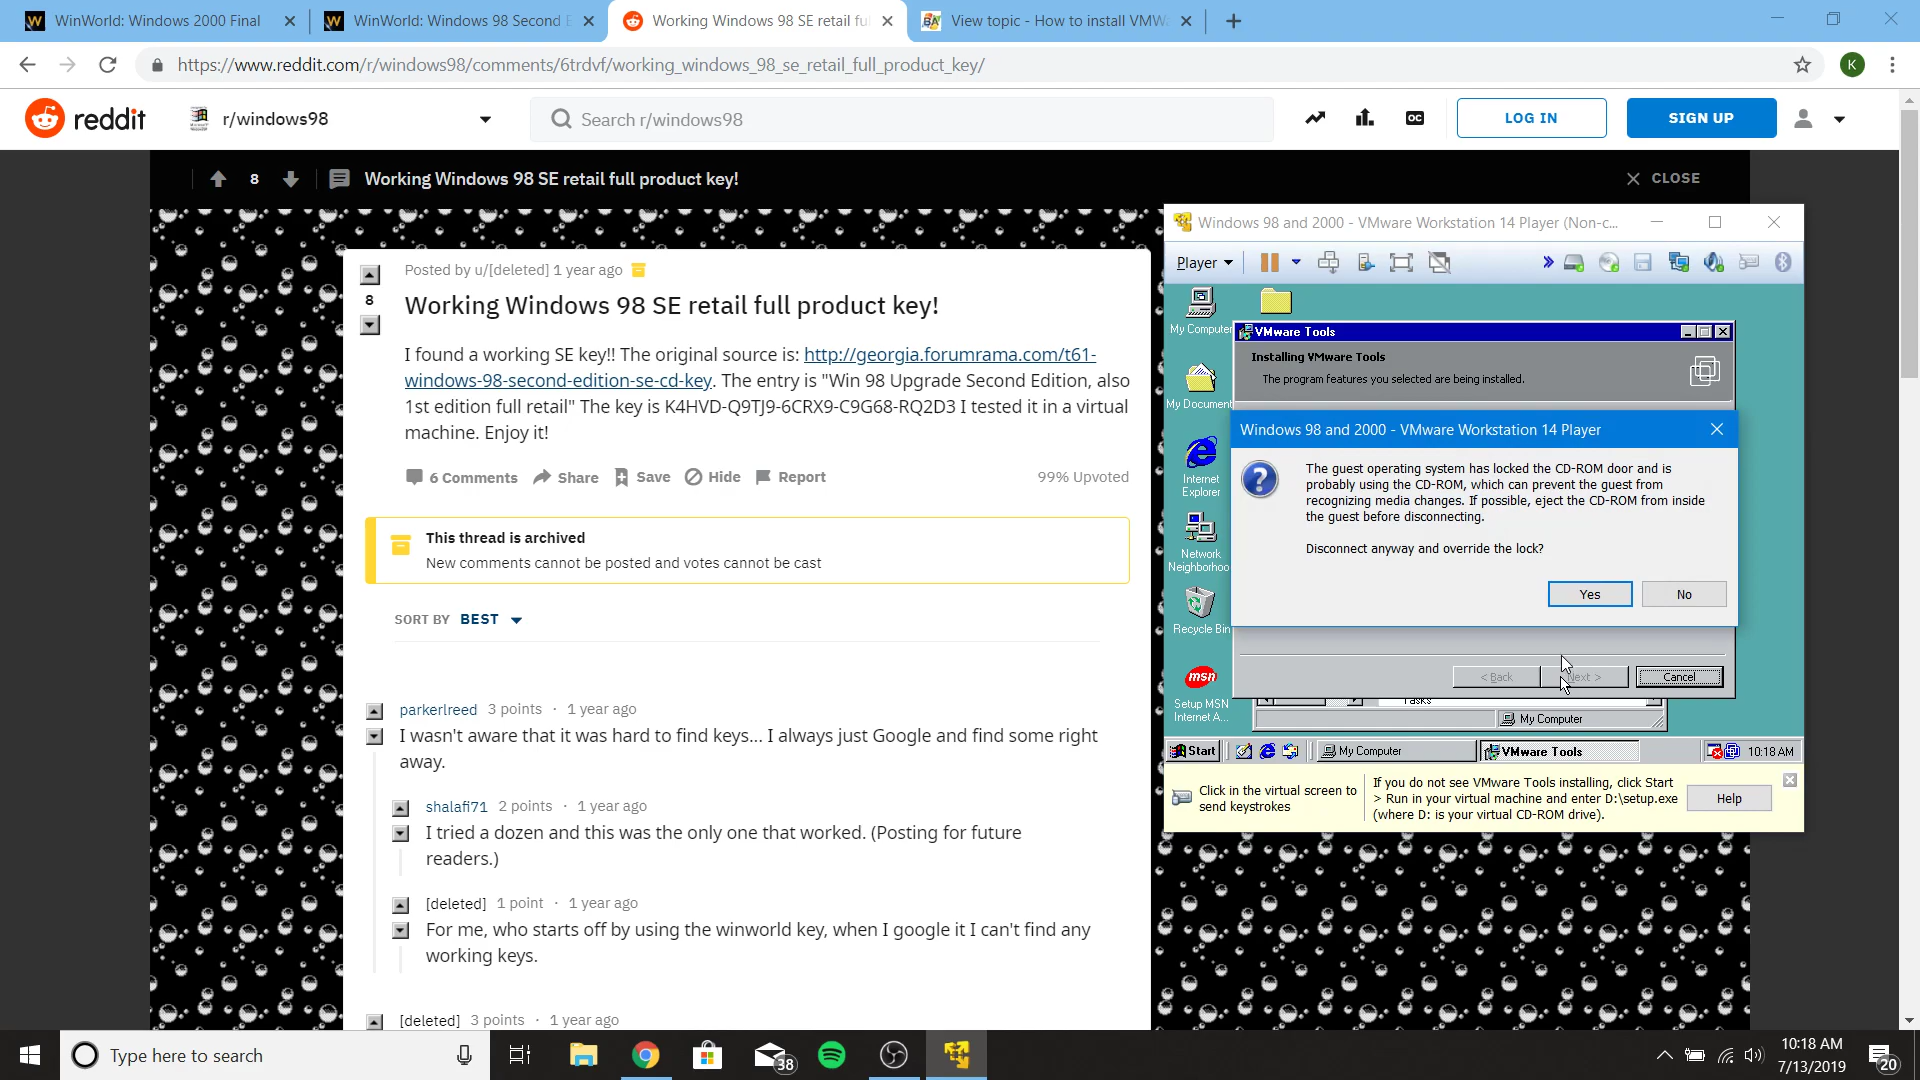 WinWorld: Windows 2000 Final
WinWorld: Windows 98 Second E
Working Windows 98 SE retail fu
View topic - How to install VMWa
https://www.reddit.com/r/windows98/comments/6trdvf/working_windows_98_se_retail_full_product_key/
K
reddit
r/windows98
Search r/windows98
OC
LOG IN
SIGN UP
8
Working Windows 98 SE retail full product key!
CLOSE
Posted by u/[deleted] 1 year ago
8
Working Windows 98 SE retail full product key!
I found a working SE key!! The original source is: http://georgia.forumrama.com/t61-
windows-98-second-edition-se-cd-key. The entry is "Win 98 Upgrade Second Edition, also
1st edition full retail" The key is K4HVD-Q9TJ9-6CRX9-C9G68-RQ2D3 I tested it in a virtual
machine. Enjoy it!
6 Comments
Share
Save
Hide
Report
99% Upvoted
This thread is archived
New comments cannot be posted and votes cannot be cast
SORT BY BEST
parkerlreed 3 points · 1 year ago
I wasn't aware that it was hard to find keys... I always just Google and find some right
away.
shalafi71 2 points · 1 year ago
I tried a dozen and this was the only one that worked. (Posting for future
readers.)
[deleted] 1 point · 1 year ago
For me, who starts off by using the winworld key, when I google it I can't find any
working keys.
[deleted] 3 points · 1 year ago
Windows 98 and 2000 - VMware Workstation 14 Player (Non-c...
Player
My Computer
My Document
Internet
Explorer
Network
Neighborhoo
Recycle Bin
msn
Setup MSN
Internet A...
VMware Tools
Installing VMware Tools
The program features you selected are being installed.
Windows 98 and 2000 - VMware Workstation 14 Player
The guest operating system has locked the CD-ROM door and is
probably using the CD-ROM, which can prevent the guest from
recognizing media changes. If possible, eject the CD-ROM from inside
the guest before disconnecting.
Disconnect anyway and override the lock?
Yes
No
< Back
Next >
Cancel
Tasks
My Computer
Start
My Computer
VMware Tools
10:18 AM
Click in the virtual screen to
send keystrokes
If you do not see VMware Tools installing, click Start
> Run in your virtual machine and enter D:\setup.exe
(where D: is your virtual CD-ROM drive).
Help
Type here to search
38
10:18 AM
7/13/2019
20